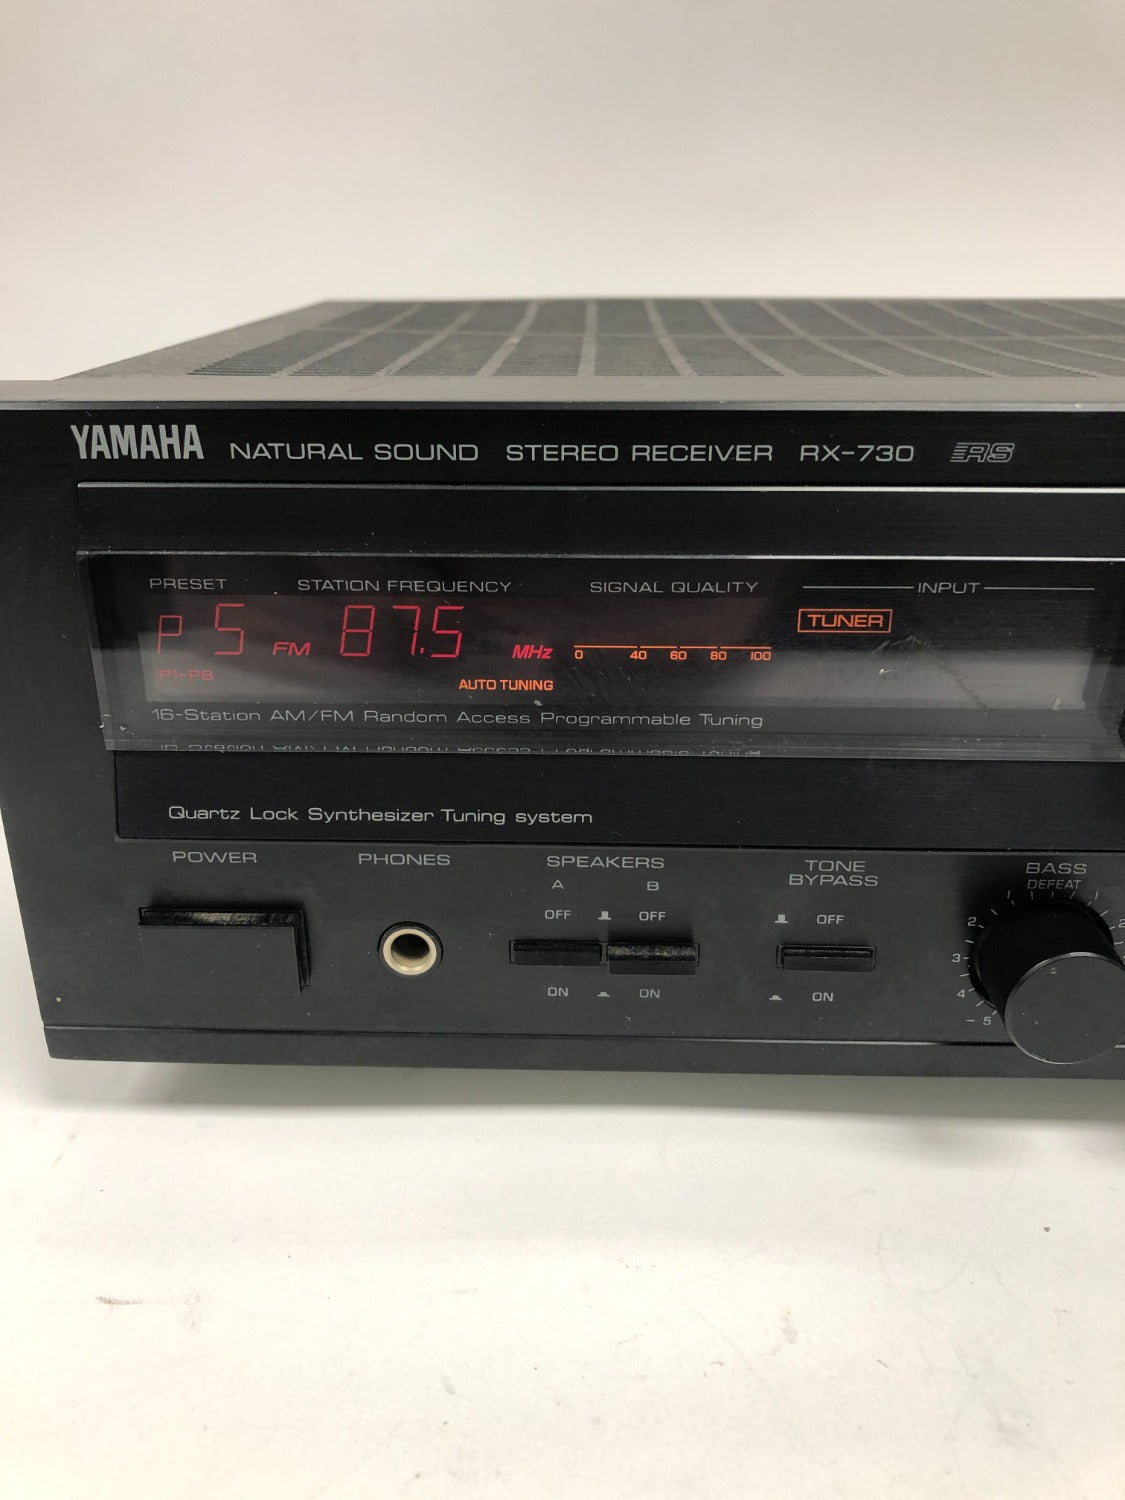 YAMAHA NATURAL SOUND STEREO RECEIVER RX-730 RS
PRESET STATION FREQUENCY SIGNAL QUALITY INPUT
P 5 FM 87.5 MHz 0 40 60 80 100 TUNER
P1-P8 AUTO TUNING
16-Station AM/FM Random Access Programmable Tuning
Quartz Lock Synthesizer Tuning system
POWER PHONES SPEAKERS TONE BYPASS BASS
A B DEFEAT
OFF OFF OFF 2 2
3
ON ON ON 4
- 5